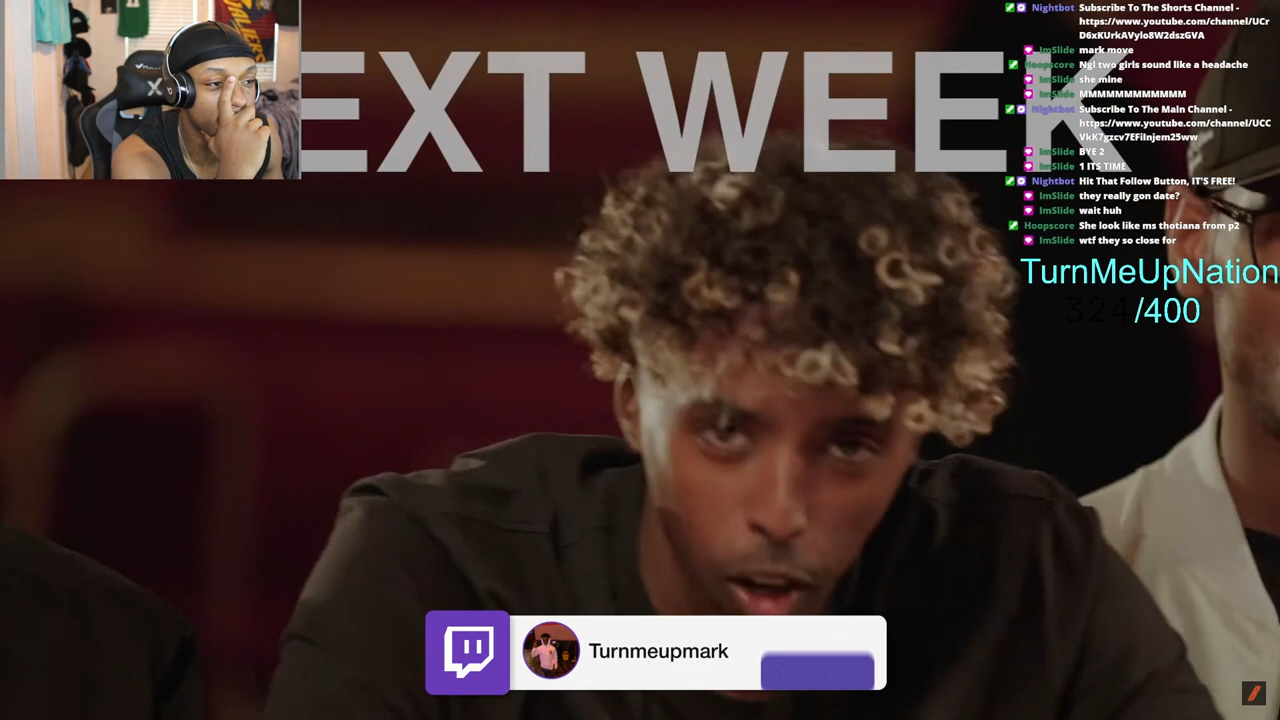 EXT WEEK
Nightbot Subscribe To The Shorts Channel -
https://www.youtube.com/channel/UCr
D6xKUrkAVylo8W2dszGVA
ImSlide mark move
Hoopscore Ngl two girls sound like a headache
ImSlide she mine
ImSlide MMMMMMMMMMMM
Nightbot Subscribe To The Main Channel -
https://www.youtube.com/channel/UCC
VkK7gzcv7EFiInjem25ww
ImSlide BYE 2
ImSlide 1 ITS TIME
Nightbot Hit That Follow Button, IT'S FREE!
ImSlide they really gon date?
ImSlide wait huh
Hoopscore She look like ms thotiana from p2
ImSlide wtf they so close for
TurnMeUpNation
324/400
Turnmeupmark